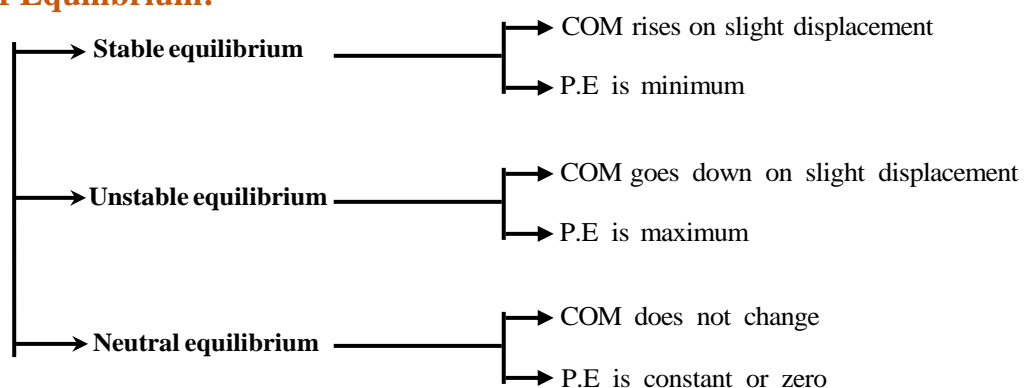 Equilibrium:
Stable equilibrium
COM rises on slight displacement
P.E is minimum
Unstable equilibrium
COM goes down on slight displacement
P.E is maximum
Neutral equilibrium
COM does not change
P.E is constant or zero